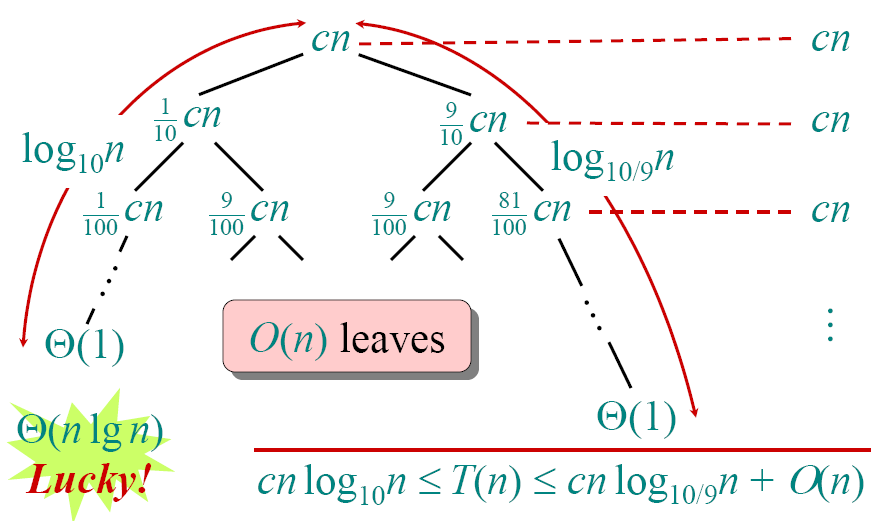 cn cn
1/10 cn 9/10 cn cn
log₁₀n log₁₀/₉n
1/100 cn 9/100 cn 9/100 cn 81/100 cn cn
⋮
Θ(1) O(n) leaves
Θ(1)
Θ(n lg n)
Lucky! cn log₁₀n ≤ T(n) ≤ cn log₁₀/₉n + O(n)